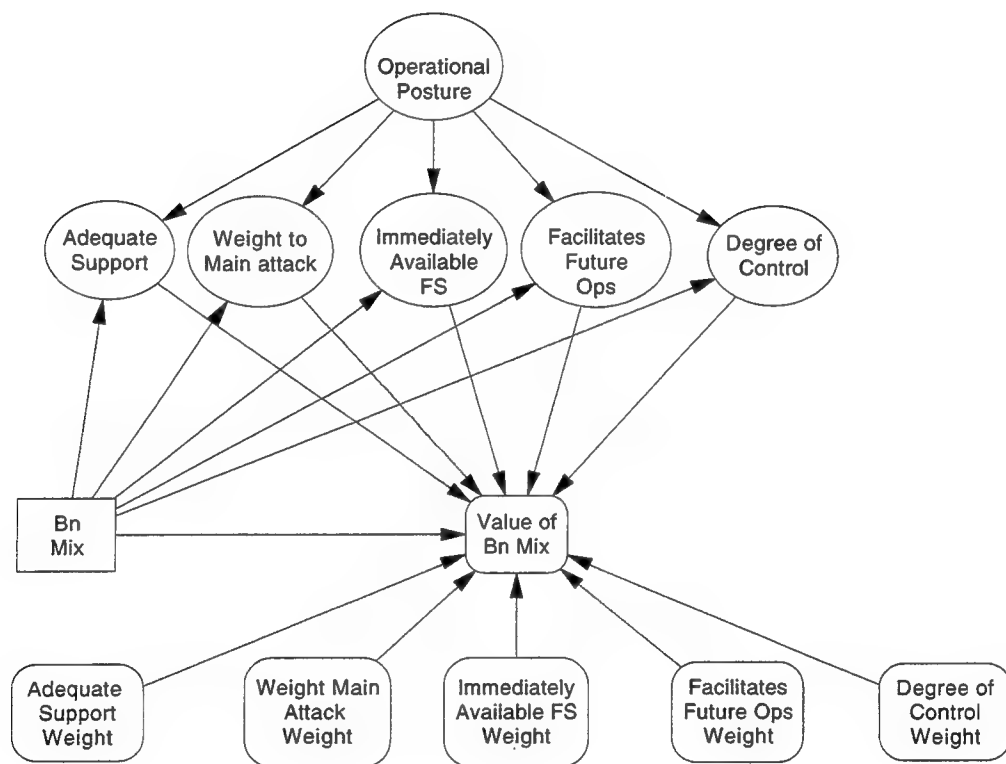 Operational
Posture
Adequate
Support
Weight to
Main attack
Immediately
Available
FS
Facilitates
Future
Ops
Degree of
Control
Bn
Mix
Value of
Bn Mix
Adequate
Support
Weight
Weight Main
Attack
Weight
Immediately
Available FS
Weight
Facilitates
Future Ops
Weight
Degree of
Control
Weight